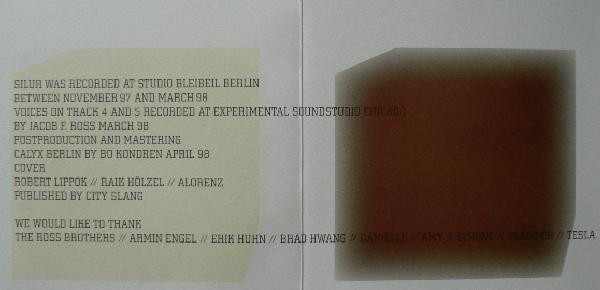 SILUR WAS RECORDED AT STUDIO BLEIBEIL BERLIN
BETWEEN NOVEMBER 97 AND MARCH 98
VOICES ON TRACK 4 AND 5 RECORDED AT EXPERIMENTAL SOUNDSTUDIO CHICAGO
BY JACOB F. ROSS MARCH 98
POSTPRODUCTION AND MASTERING
CALYX BERLIN BY BO KONDREN APRIL 98
COVER
ROBERT LIPPOK // RAIK HÖLZEL // ALORENZ
PUBLISHED BY CITY SLANG
WE WOULD LIKE TO THANK
THE ROSS BROTHERS // ARMIN ENGEL // ERIK HUHN // BRAD HWANG // DANIELLE // AMY // SIMONE // VLADIMIR // TESLA